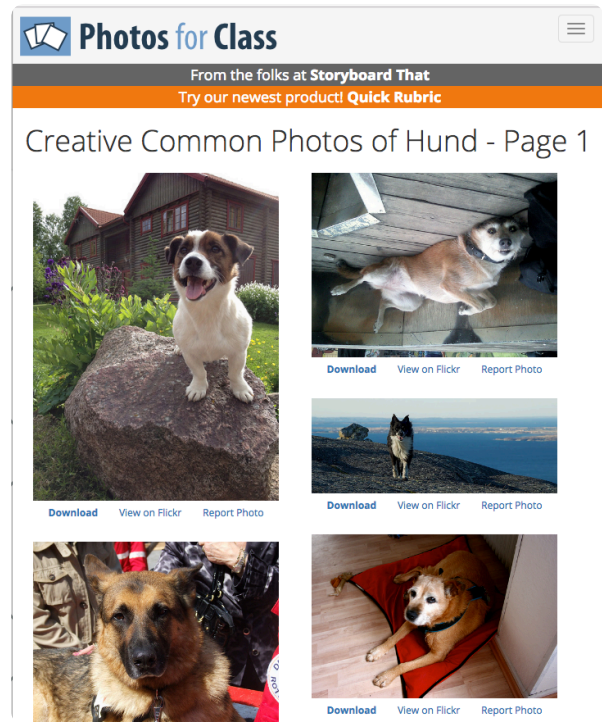 Photos for Class
From the folks at Storyboard That
Try our newest product! Quick Rubric
Creative Common Photos of Hund - Page 1
Download View on Flickr Report Photo
Download View on Flickr Report Photo
Download View on Flickr Report Photo
Download View on Flickr Report Photo